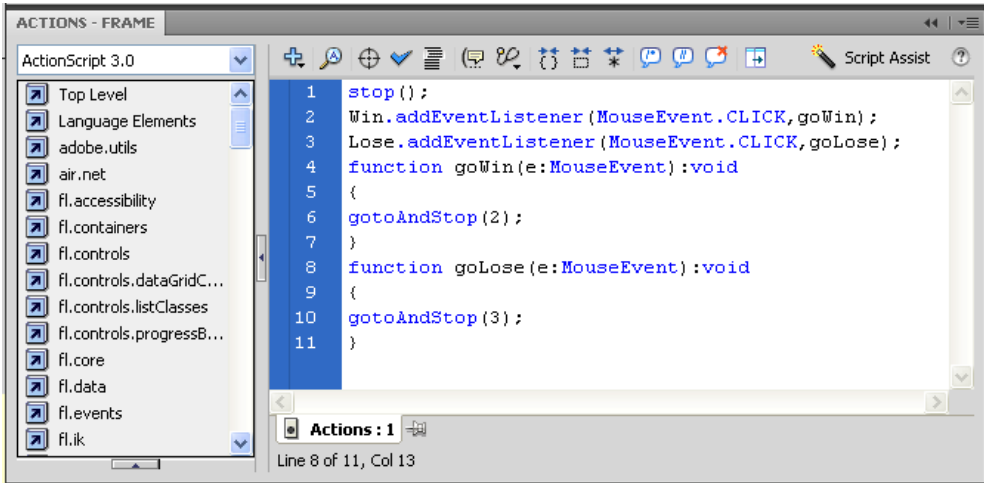 ACTIONS - FRAME
ActionScript 3.0
Script Assist
Top Level
Language Elements
adobe.utils
air.net
fl.accessibility
fl.containers
fl.controls
fl.controls.dataGridC...
fl.controls.listClasses
fl.controls.progressB...
fl.core
fl.data
fl.events
fl.ik
1 stop();
2 Win.addEventListener(MouseEvent.CLICK,goWin);
3 Lose.addEventListener(MouseEvent.CLICK,goLose);
4 function goWin(e:MouseEvent):void
5 {
6 gotoAndStop(2);
7 }
8 function goLose(e:MouseEvent):void
9 {
10 gotoAndStop(3);
11 }
Actions : 1
Line 8 of 11, Col 13